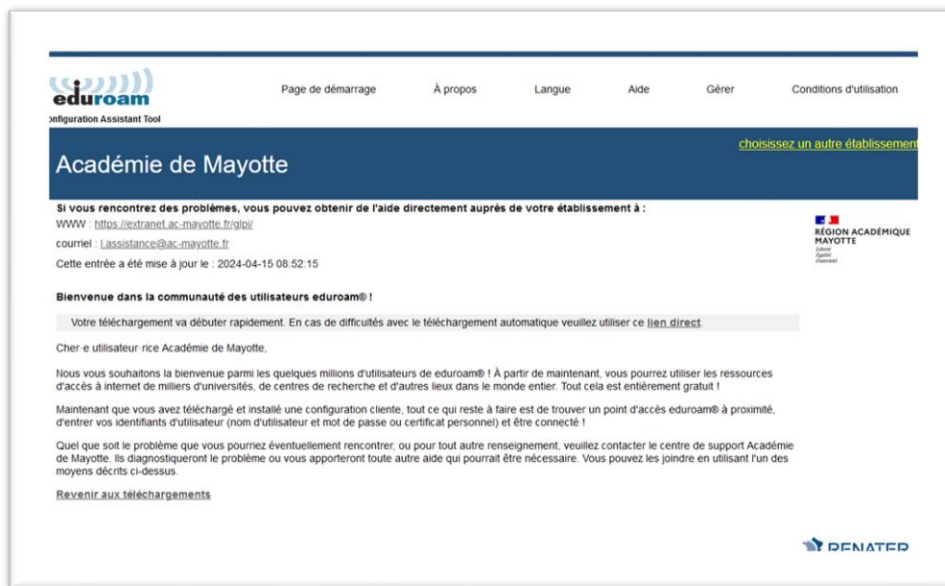 eduroam
Page de démarrage
À propos
Langue
Aide
Gérer
Conditions d'utilisation
onfiguration Assistant Tool
choisissez un autre établissement
Académie de Mayotte
Si vous rencontrez des problèmes, vous pouvez obtenir de l'aide directement auprès de votre établissement à :
WWW : https://extranet.ac-mayotte.fr/glpi/
courriel : l.assistance@ac-mayotte.fr
Cette entrée a été mise à jour le : 2024-04-15 08:52:15
RÉGION ACADÉMIQUE
MAYOTTE
Liberté
Égalité
Fraternité
Bienvenue dans la communauté des utilisateurs eduroam® !
Votre téléchargement va débuter rapidement. En cas de difficultés avec le téléchargement automatique veuillez utiliser ce lien direct.
Cher·e utilisateur·rice Académie de Mayotte,
Nous vous souhaitons la bienvenue parmi les quelques millions d'utilisateurs de eduroam® ! À partir de maintenant, vous pourrez utiliser les ressources
d'accès à internet de milliers d'universités, de centres de recherche et d'autres lieux dans le monde entier. Tout cela est entièrement gratuit !
Maintenant que vous avez téléchargé et installé une configuration cliente, tout ce qui reste à faire est de trouver un point d'accès eduroam® à proximité,
d'entrer vos identifiants d'utilisateur (nom d'utilisateur et mot de passe ou certificat personnel) et être connecté !
Quel que soit le problème que vous pourriez éventuellement rencontrer, ou pour tout autre renseignement, veuillez contacter le centre de support Académie
de Mayotte. Ils diagnostiqueront le problème ou vous apporteront toute autre aide qui pourrait être nécessaire. Vous pouvez les joindre en utilisant l'un des
moyens décrits ci-dessus.
Revenir aux téléchargements
RENATER